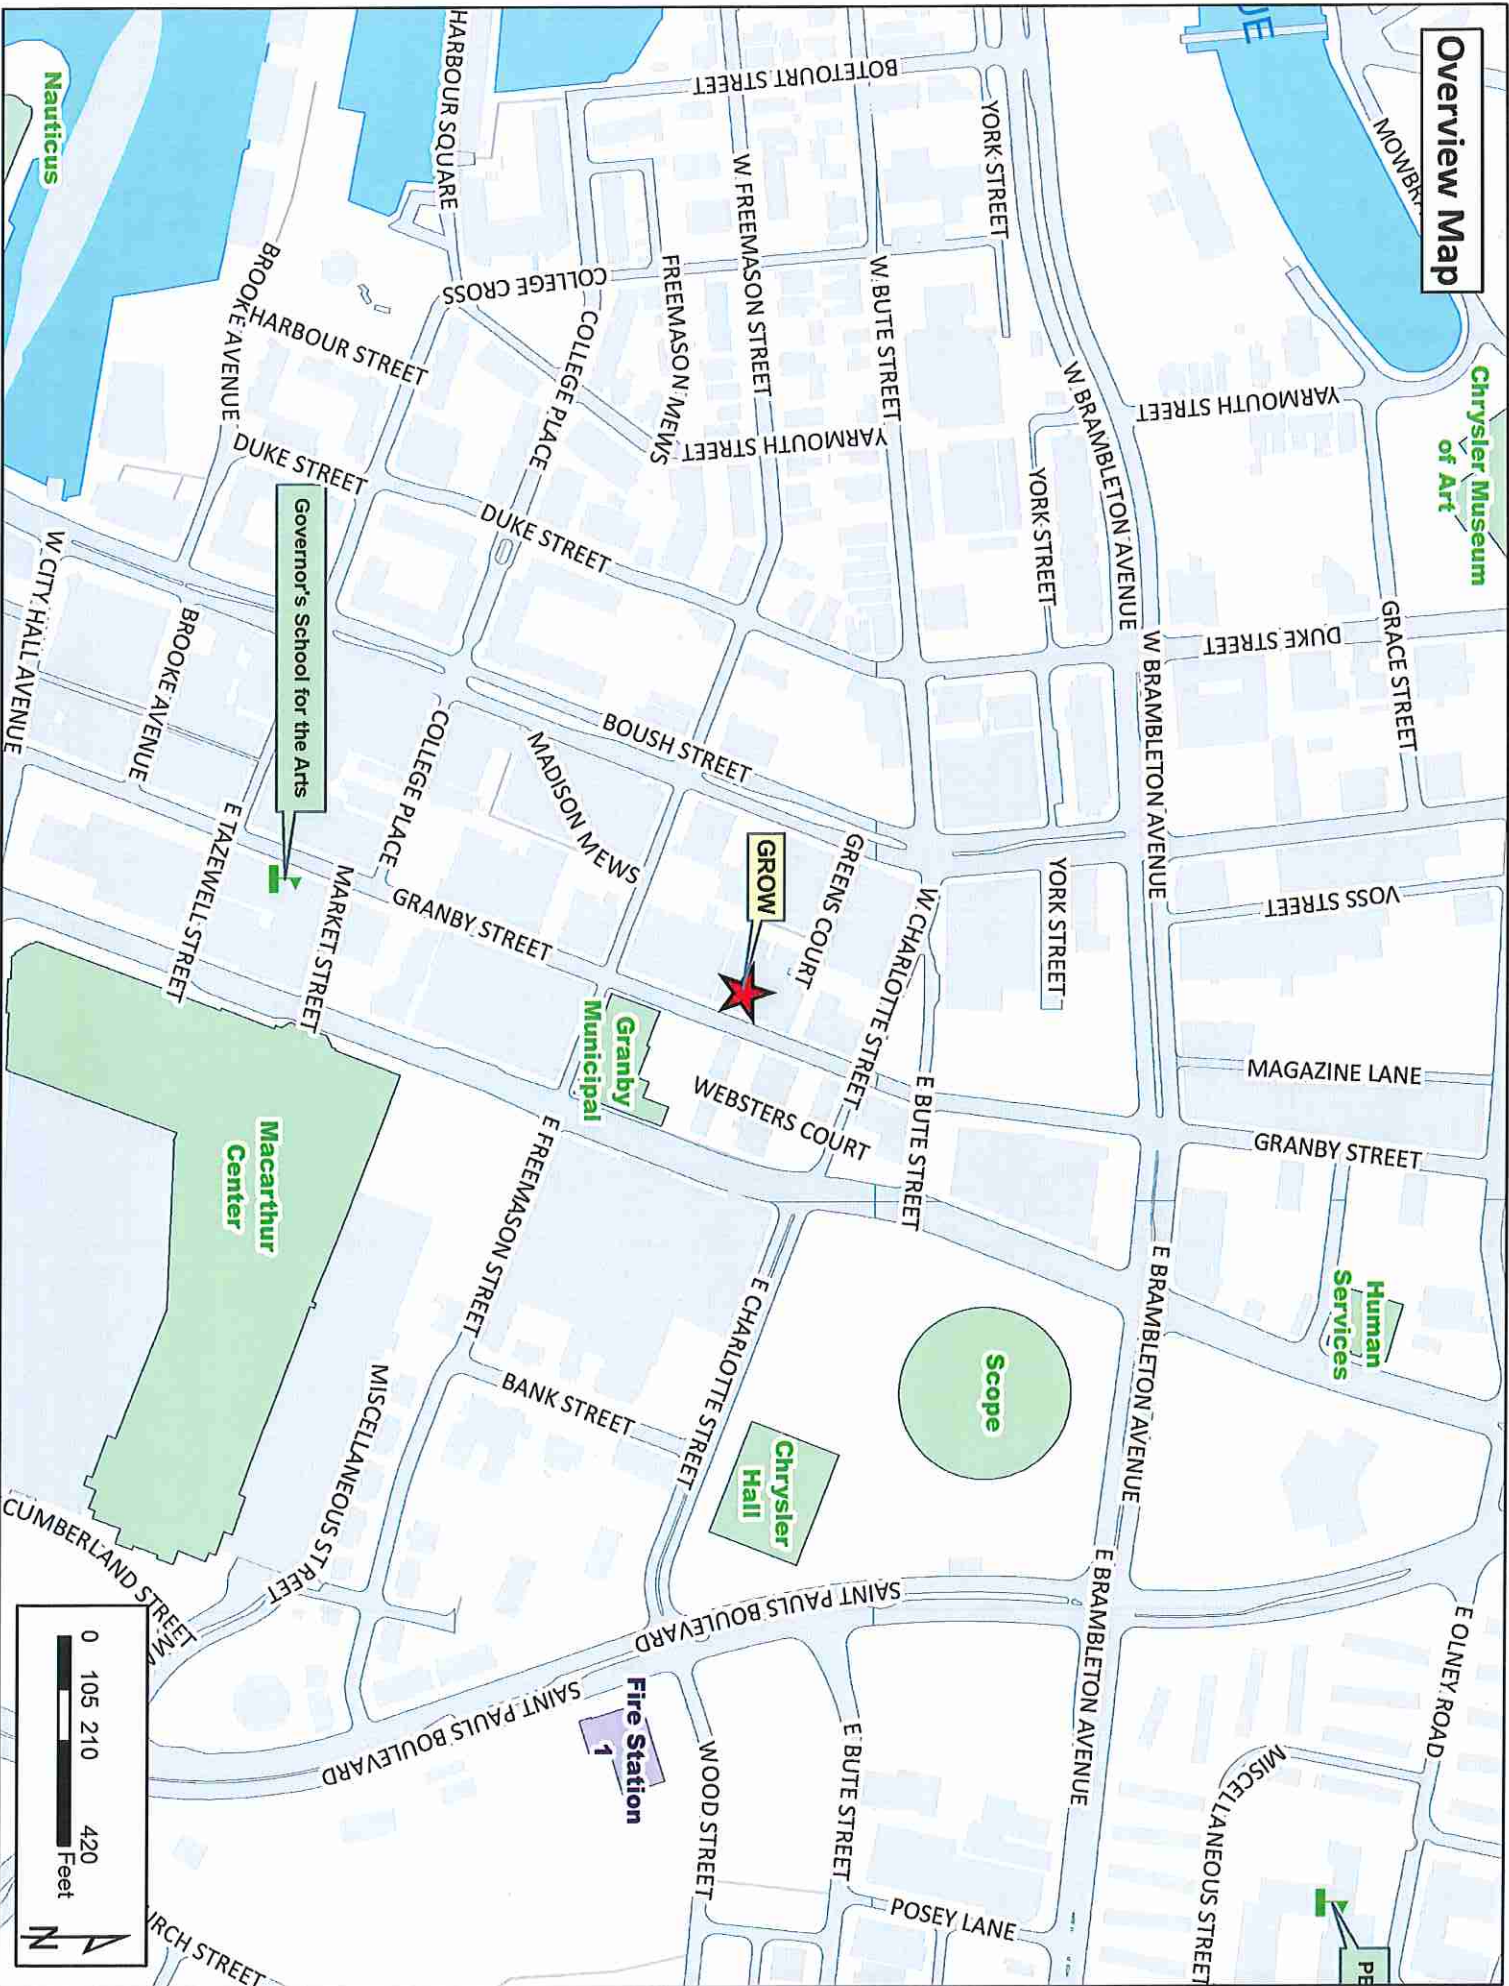 Overview Map
MOWBRA
UE
Chrysler Museum
of Art
BOTETOURT STREET
YORK STREET
HARBOUR SQUARE
Nauticus
W FREEMASON STREET
W BUTE STREET
FREEMASON MEWS
COLLEGE CROSS
COLLEGE PLACE
BROOKE AVENUE
HARBOUR STREET
YARMOUTH STREET
YARMOUTH STREET
W BRAMBLETON AVENUE
YORK STREET
DUKE STREET
DUKE STREET
DUKE STREET
GRACE STREET
W BRAMBLETON AVENUE
W CITY HALL AVENUE
BROOKE AVENUE
Governor's School for the Arts
COLLEGE PLACE
BOUSH STREET
MADISON MEWS
GROW
GREENS COURT
W CHARLOTTE STREET
YORK STREET
VOSS STREET
E TAZEWELL STREET
MARKET STREET
GRANBY STREET
Granby
Municipal
WEBSTERS COURT
E BUTE STREET
MAGAZINE LANE
GRANBY STREET
Human
Services
Macarthur
Center
E FREEMASON STREET
E CHARLOTTE STREET
Scope
E BRAMBLETON AVENUE
Chrysler
Hall
BANK STREET
MISCELLANEOUS STREET
CUMBERLAND STREET
SAINT PAULS BOULEVARD
SAINT PAULS BOULEVARD
E BRAMBLETON AVENUE
E OLNEY ROAD
Fire Station
1
WOOD STREET
E BUTE STREET
MISCELLANEOUS STREET
POSEY LANE
PE
URCH STREET
0 105 210 420
Feet
N